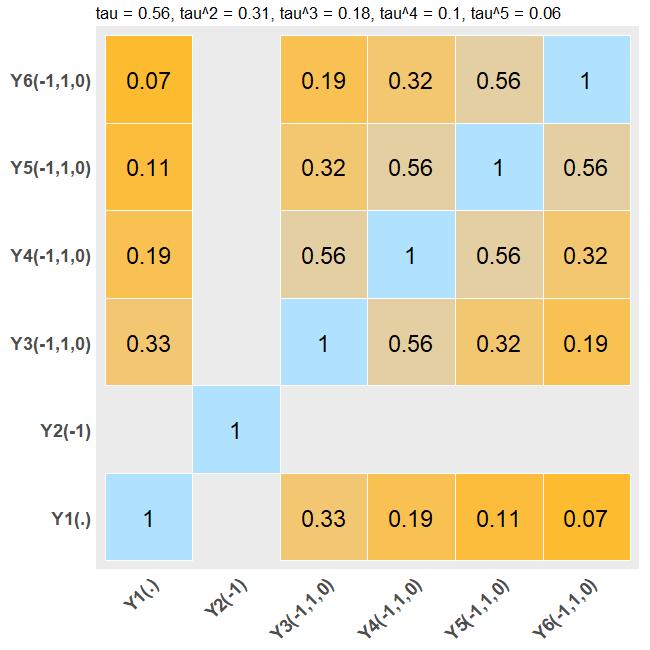 tau = 0.56, tau^2 = 0.31, tau^3 = 0.18, tau^4 = 0.1, tau^5 = 0.06
Y6(-1,1,0) 0.07 0.19 0.32 0.56 1
Y5(-1,1,0) 0.11 0.32 0.56 1 0.56
Y4(-1,1,0) 0.19 0.56 1 0.56 0.32
Y3(-1,1,0) 0.33 1 0.56 0.32 0.19
Y2(-1) 1
Y1(.) 1 0.33 0.19 0.11 0.07
Y1(.) Y2(-1) Y3(-1,1,0) Y4(-1,1,0) Y5(-1,1,0) Y6(-1,1,0)